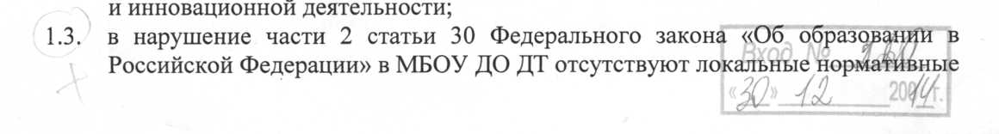 и инновационной деятельности;
1.3. в нарушение части 2 статьи 30 Федерального закона «Об образовании в
Российской Федерации» в МБОУ ДО ДТ отсутствуют локальные нормативные
Вход №
«30» 12 2014 г.